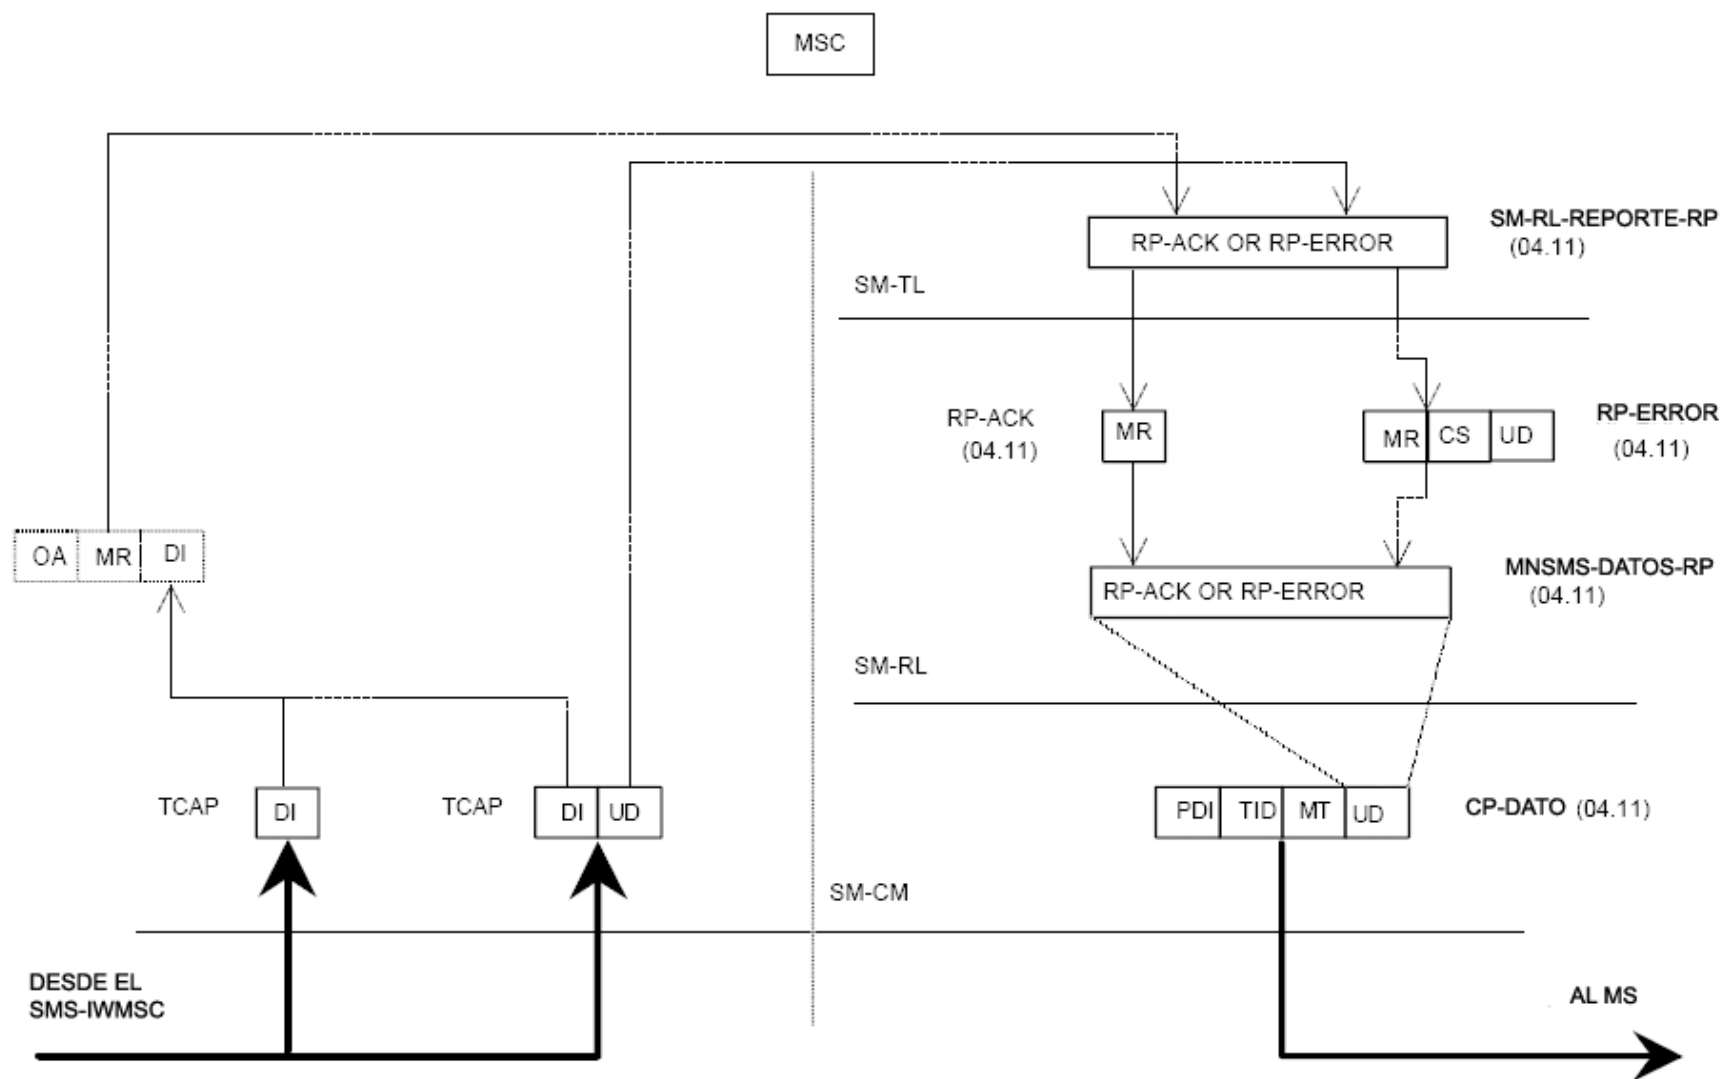 MSC
SM-RL-REPORTE-RP
(04.11)
RP-ACK OR RP-ERROR
SM-TL
RP-ACK
(04.11)
MR
MR CS UD
RP-ERROR
(04.11)
OA MR DI
MNSMS-DATOS-RP
(04.11)
RP-ACK OR RP-ERROR
SM-RL
TCAP DI
TCAP DI UD
PDI TID MT UD
CP-DATO (04.11)
SM-CM
DESDE EL
SMS-IWMSC
AL MS